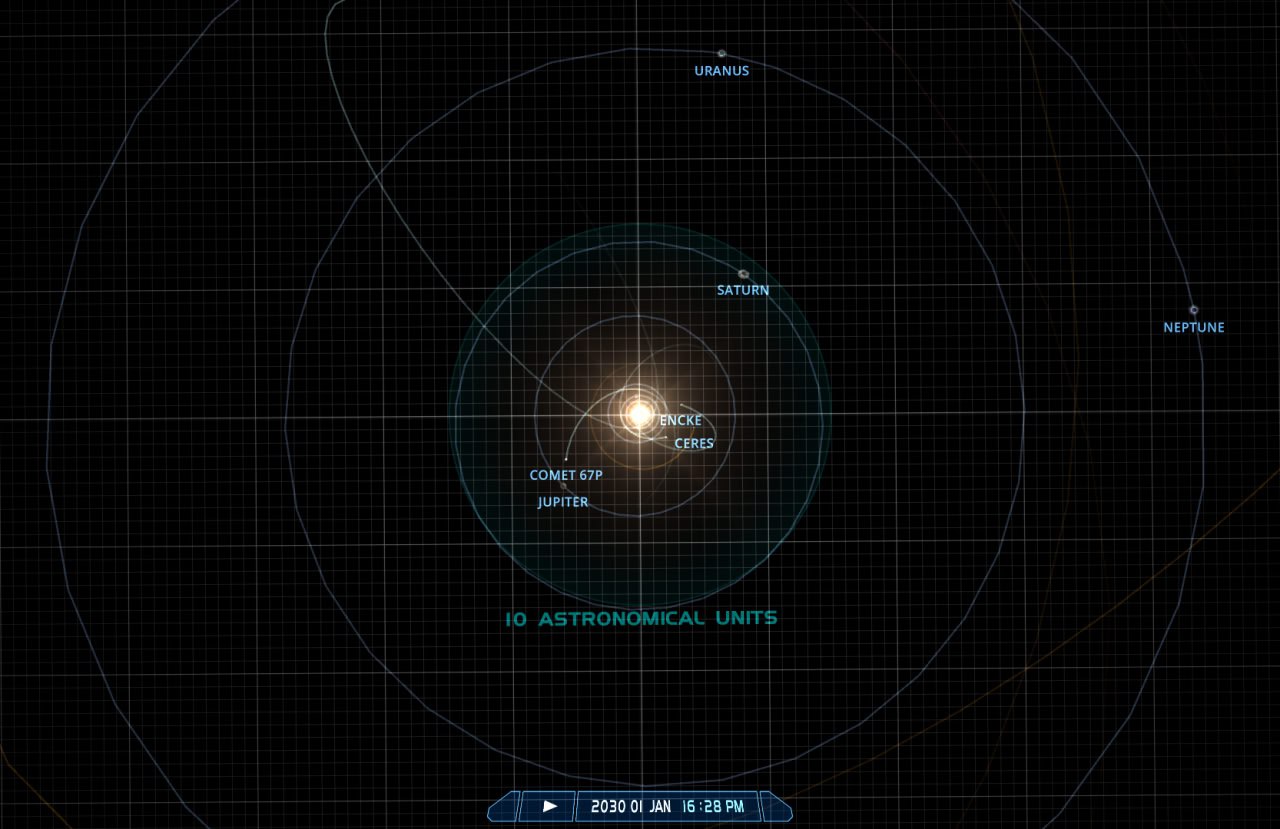 URANUS
SATURN
NEPTUNE
ENCKE
CERES
COMET 67P
JUPITER
10 ASTRONOMICAL UNITS
2030 01 JAN 16:28 PM